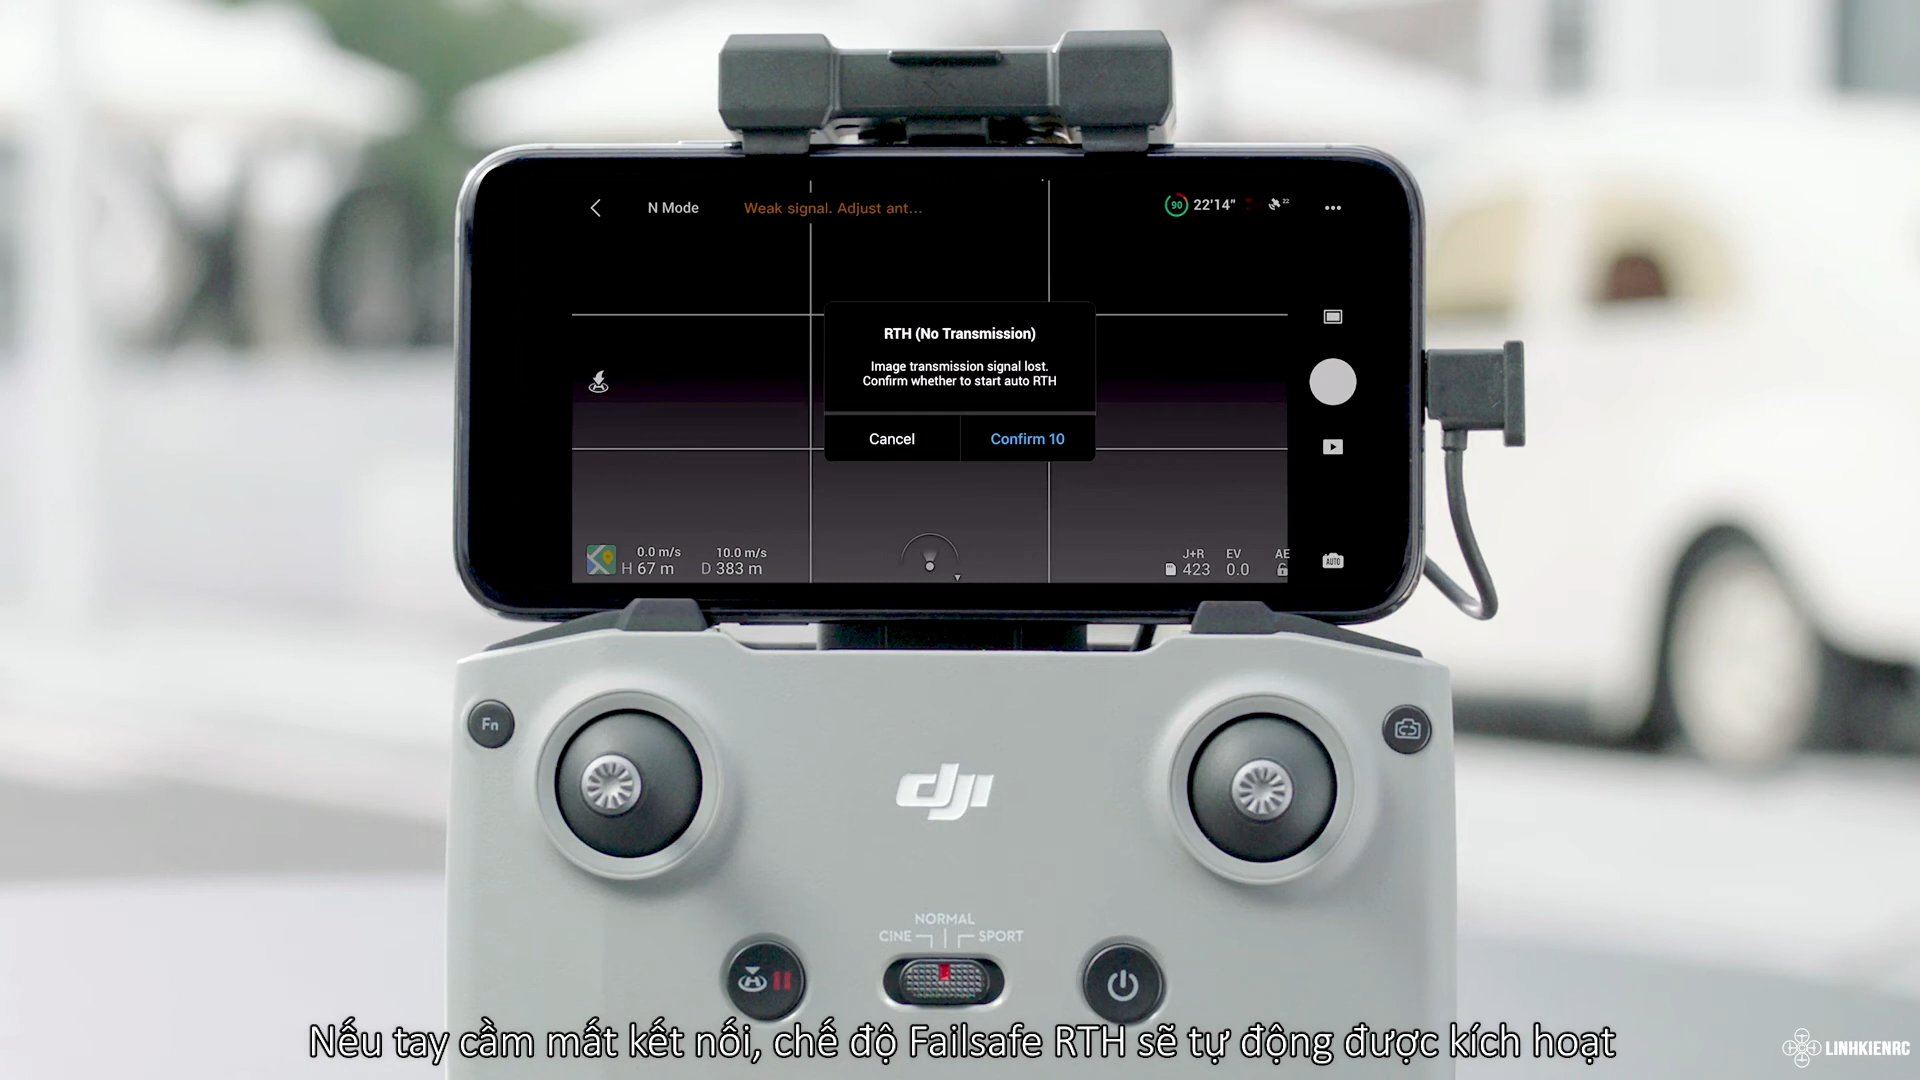 N Mode
Weak signal. Adjust ant...
90
22'14"
22
RTH (No Transmission)
Image transmission signal lost.
Confirm whether to start auto RTH
Cancel
Confirm 10
0.0 m/s
10.0 m/s
H 67 m
D 383 m
J+R
EV
AE
423
0.0
AUTO
Fn
dji
NORMAL
CINE
SPORT
Nếu tay cầm mất kết nối, chế độ Failsafe RTH sẽ tự động được kích hoạt
LINHKIENRC